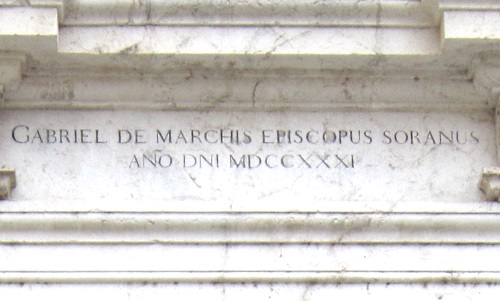 GABRIEL DE MARCHIS EPISCOPUS SORANUS
AÑO DNI MDCCXXXI